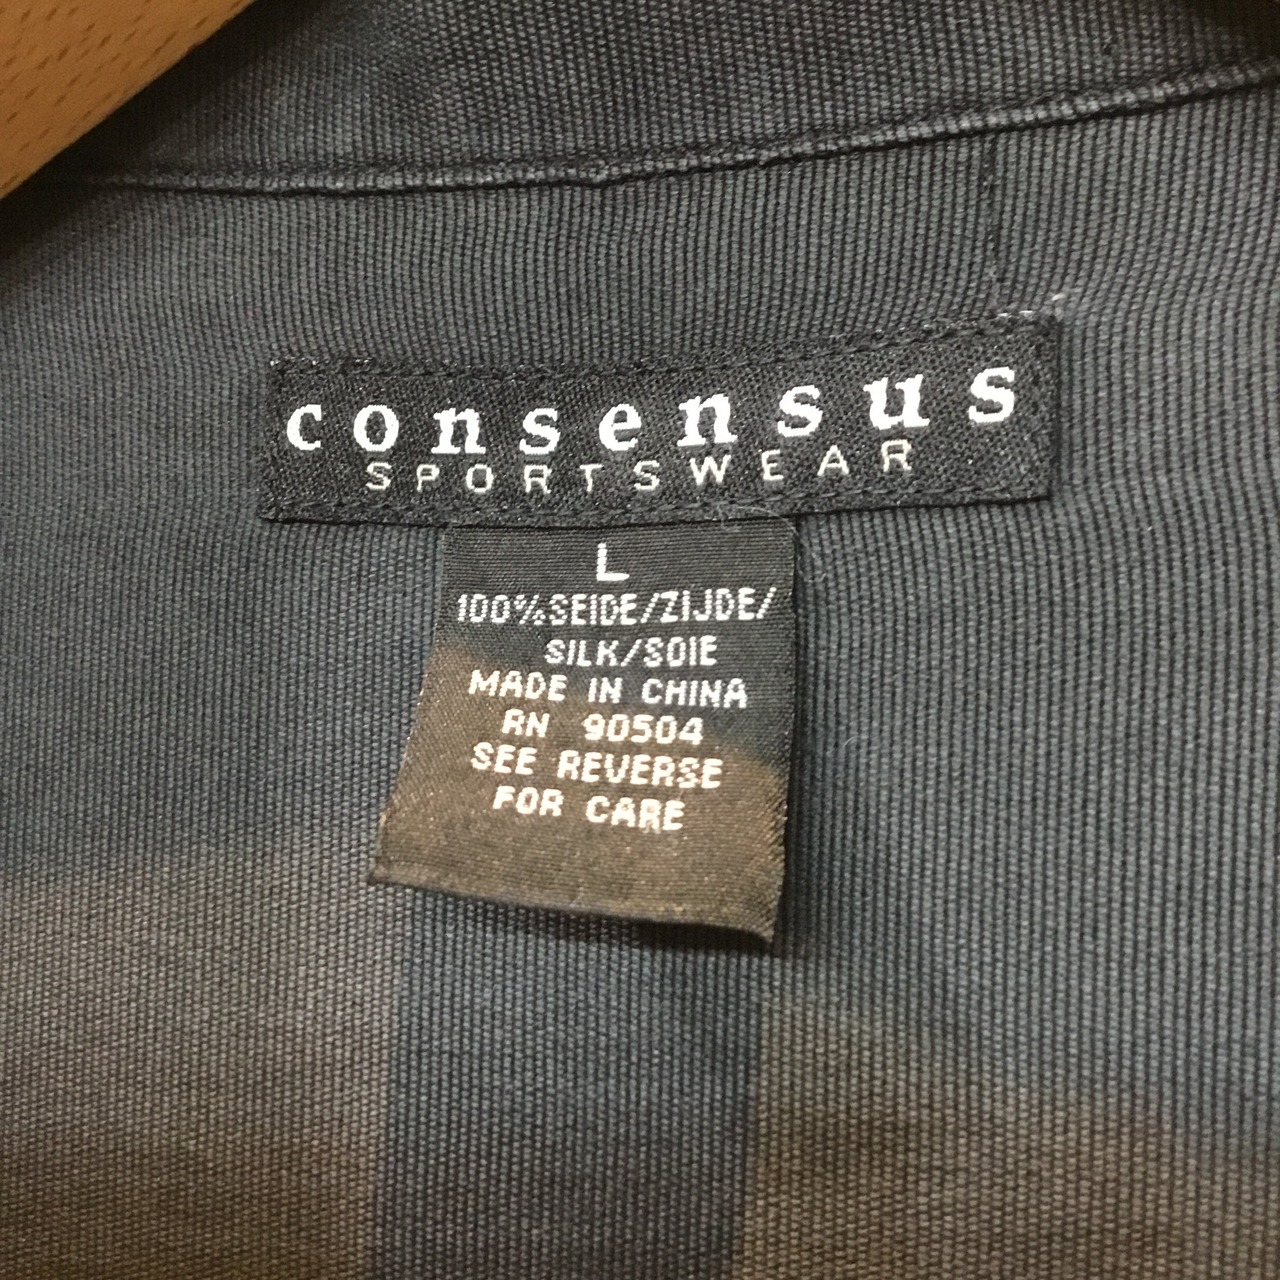 consensus
SPORTSWEAR
L
100%SEIDE/ZIJDE/
SILK/SOIE
MADE IN CHINA
RN 90504
SEE REVERSE
FOR CARE